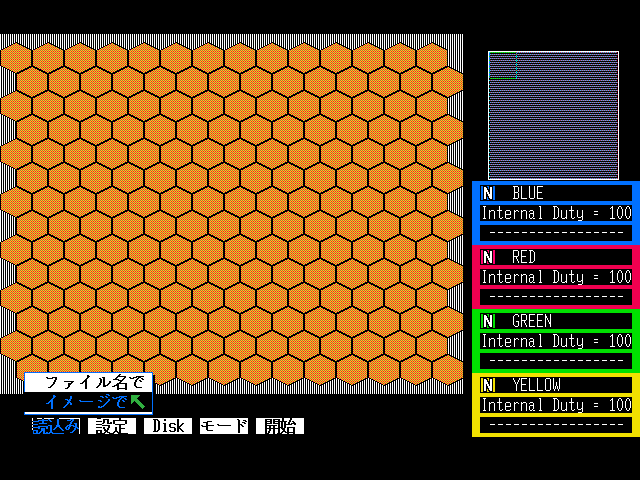 N BLUE
Internal Duty = 100
-----------------
N RED
Internal Duty = 100
-----------------
N GREEN
Internal Duty = 100
-----------------
N YELLOW
Internal Duty = 100
-----------------
ファイル名で
イメージで
読込み 設定 Disk モード 開始